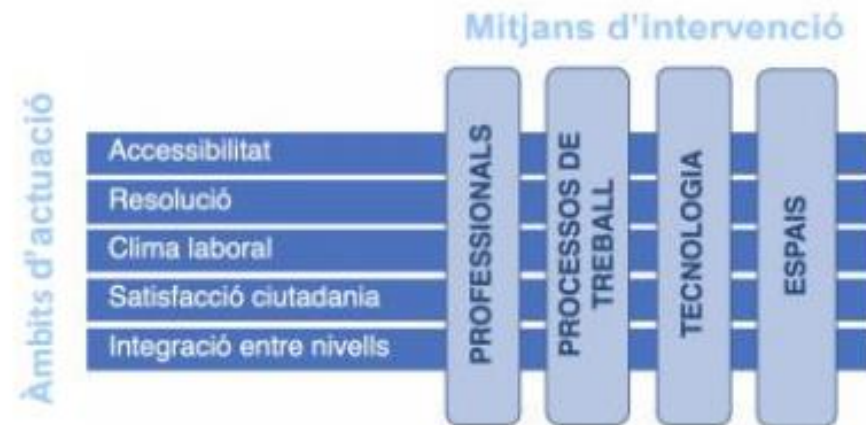 Mitjans d'intervenció
Àmbits d'actuació
Accessibilitat
Resolució
Clima laboral
Satisfacció ciutadania
Integració entre nivells
PROFESSIONALS
PROCESSOS DE
TREBALL
TECNOLOGIA
ESPAIS